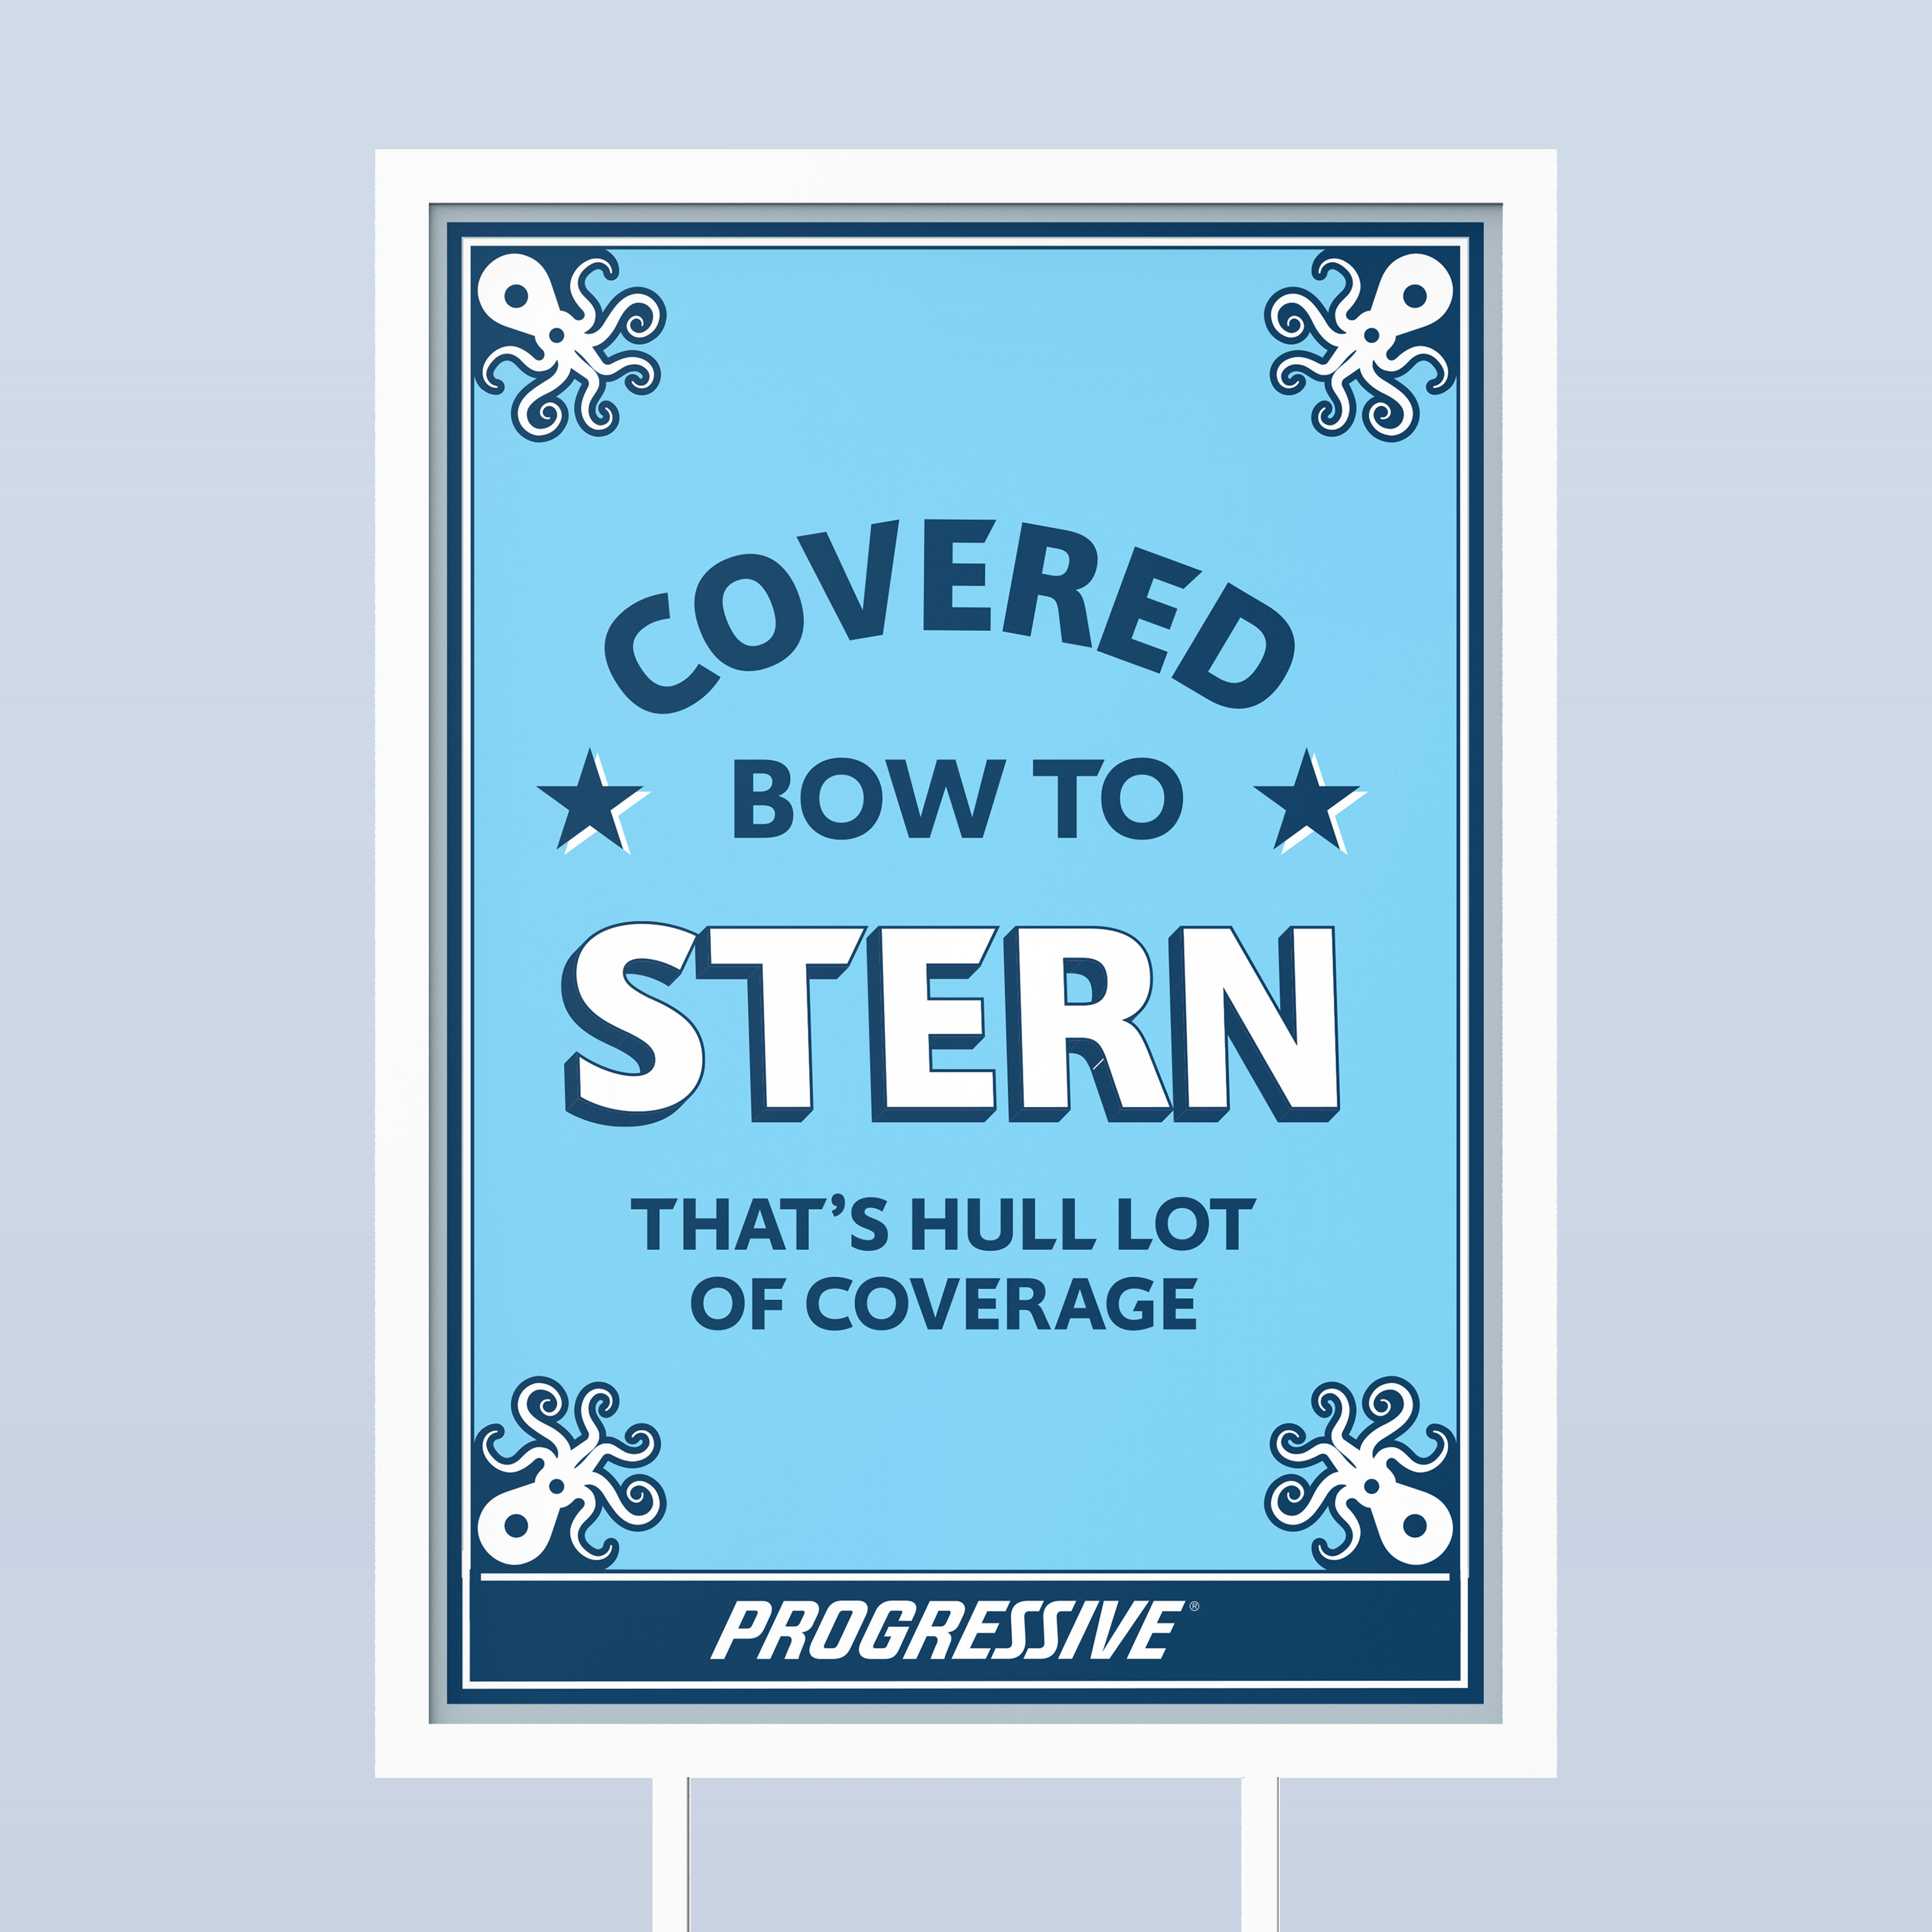 COVERED
BOW TO
STERN
THAT'S HULL LOT
OF COVERAGE
PROGRESSIVE®